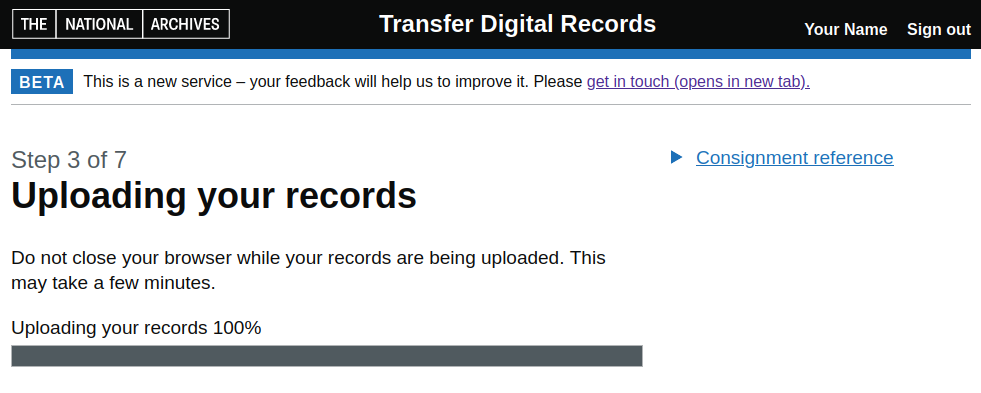 THE NATIONAL ARCHIVES
Transfer Digital Records
Your Name Sign out
BETA This is a new service – your feedback will help us to improve it. Please get in touch (opens in new tab).
Step 3 of 7
Uploading your records
Consignment reference
Do not close your browser while your records are being uploaded. This
may take a few minutes.
Uploading your records 100%